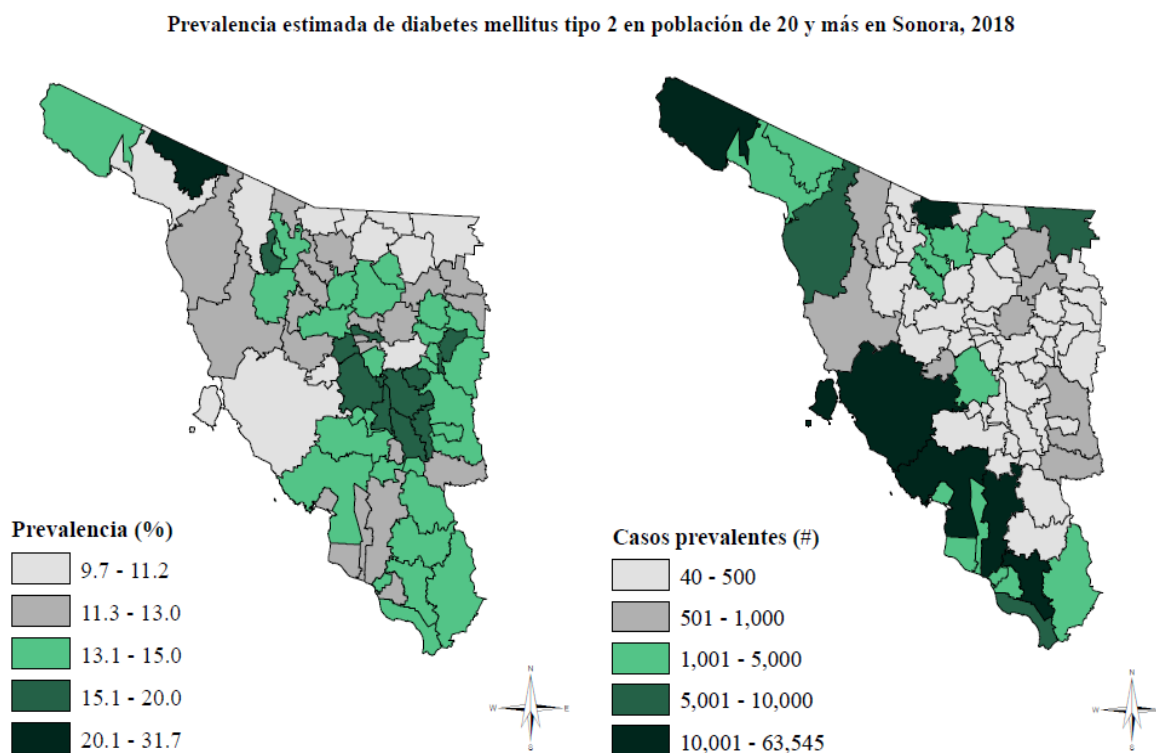 Prevalencia estimada de diabetes mellitus tipo 2 en población de 20 y más en Sonora, 2018
Prevalencia (%)
9.7 - 11.2
11.3 - 13.0
13.1 - 15.0
15.1 - 20.0
20.1 - 31.7
N
W
E
S
Casos prevalentes (#)
40 - 500
501 - 1,000
1,001 - 5,000
5,001 - 10,000
10,001 - 63,545
N
W
E
S